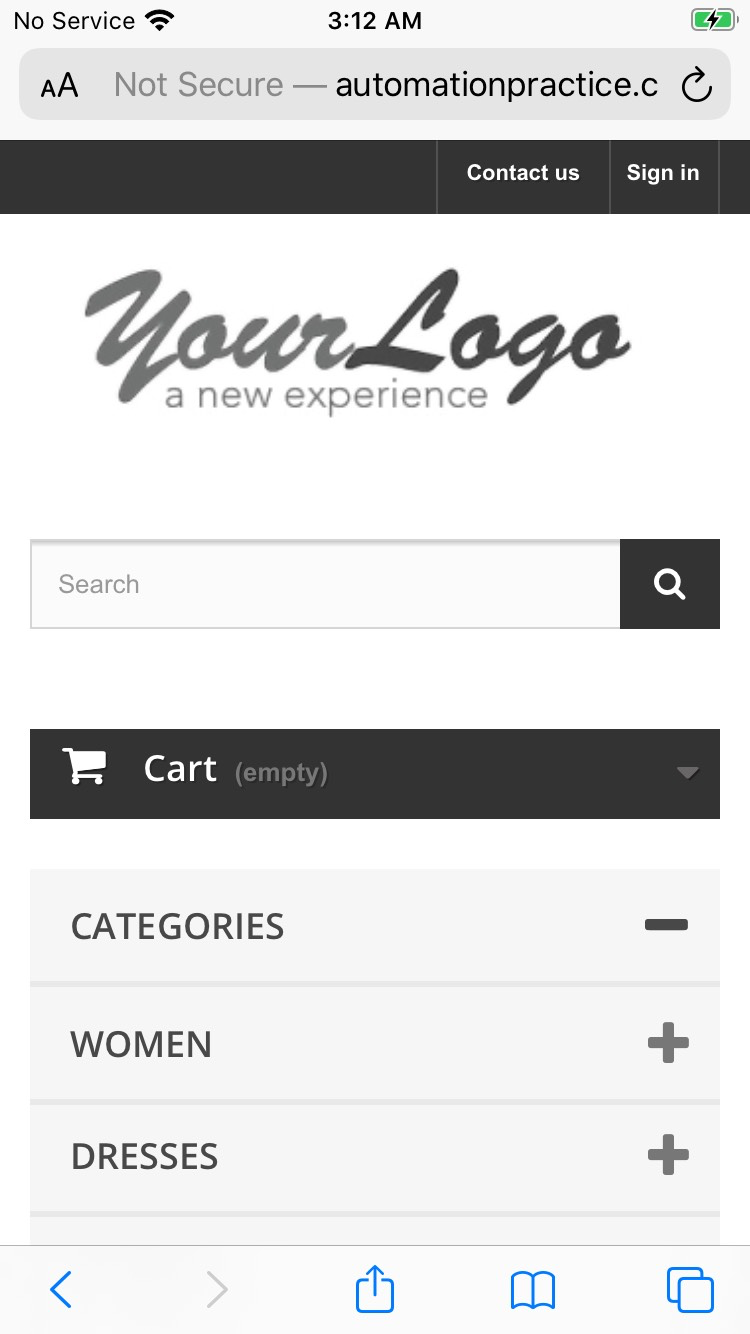 No Service 3:12 AM
AA Not Secure — automationpractice.c
Contact us Sign in
YourLogo
a new experience
Search
Cart (empty)
CATEGORIES
WOMEN
DRESSES